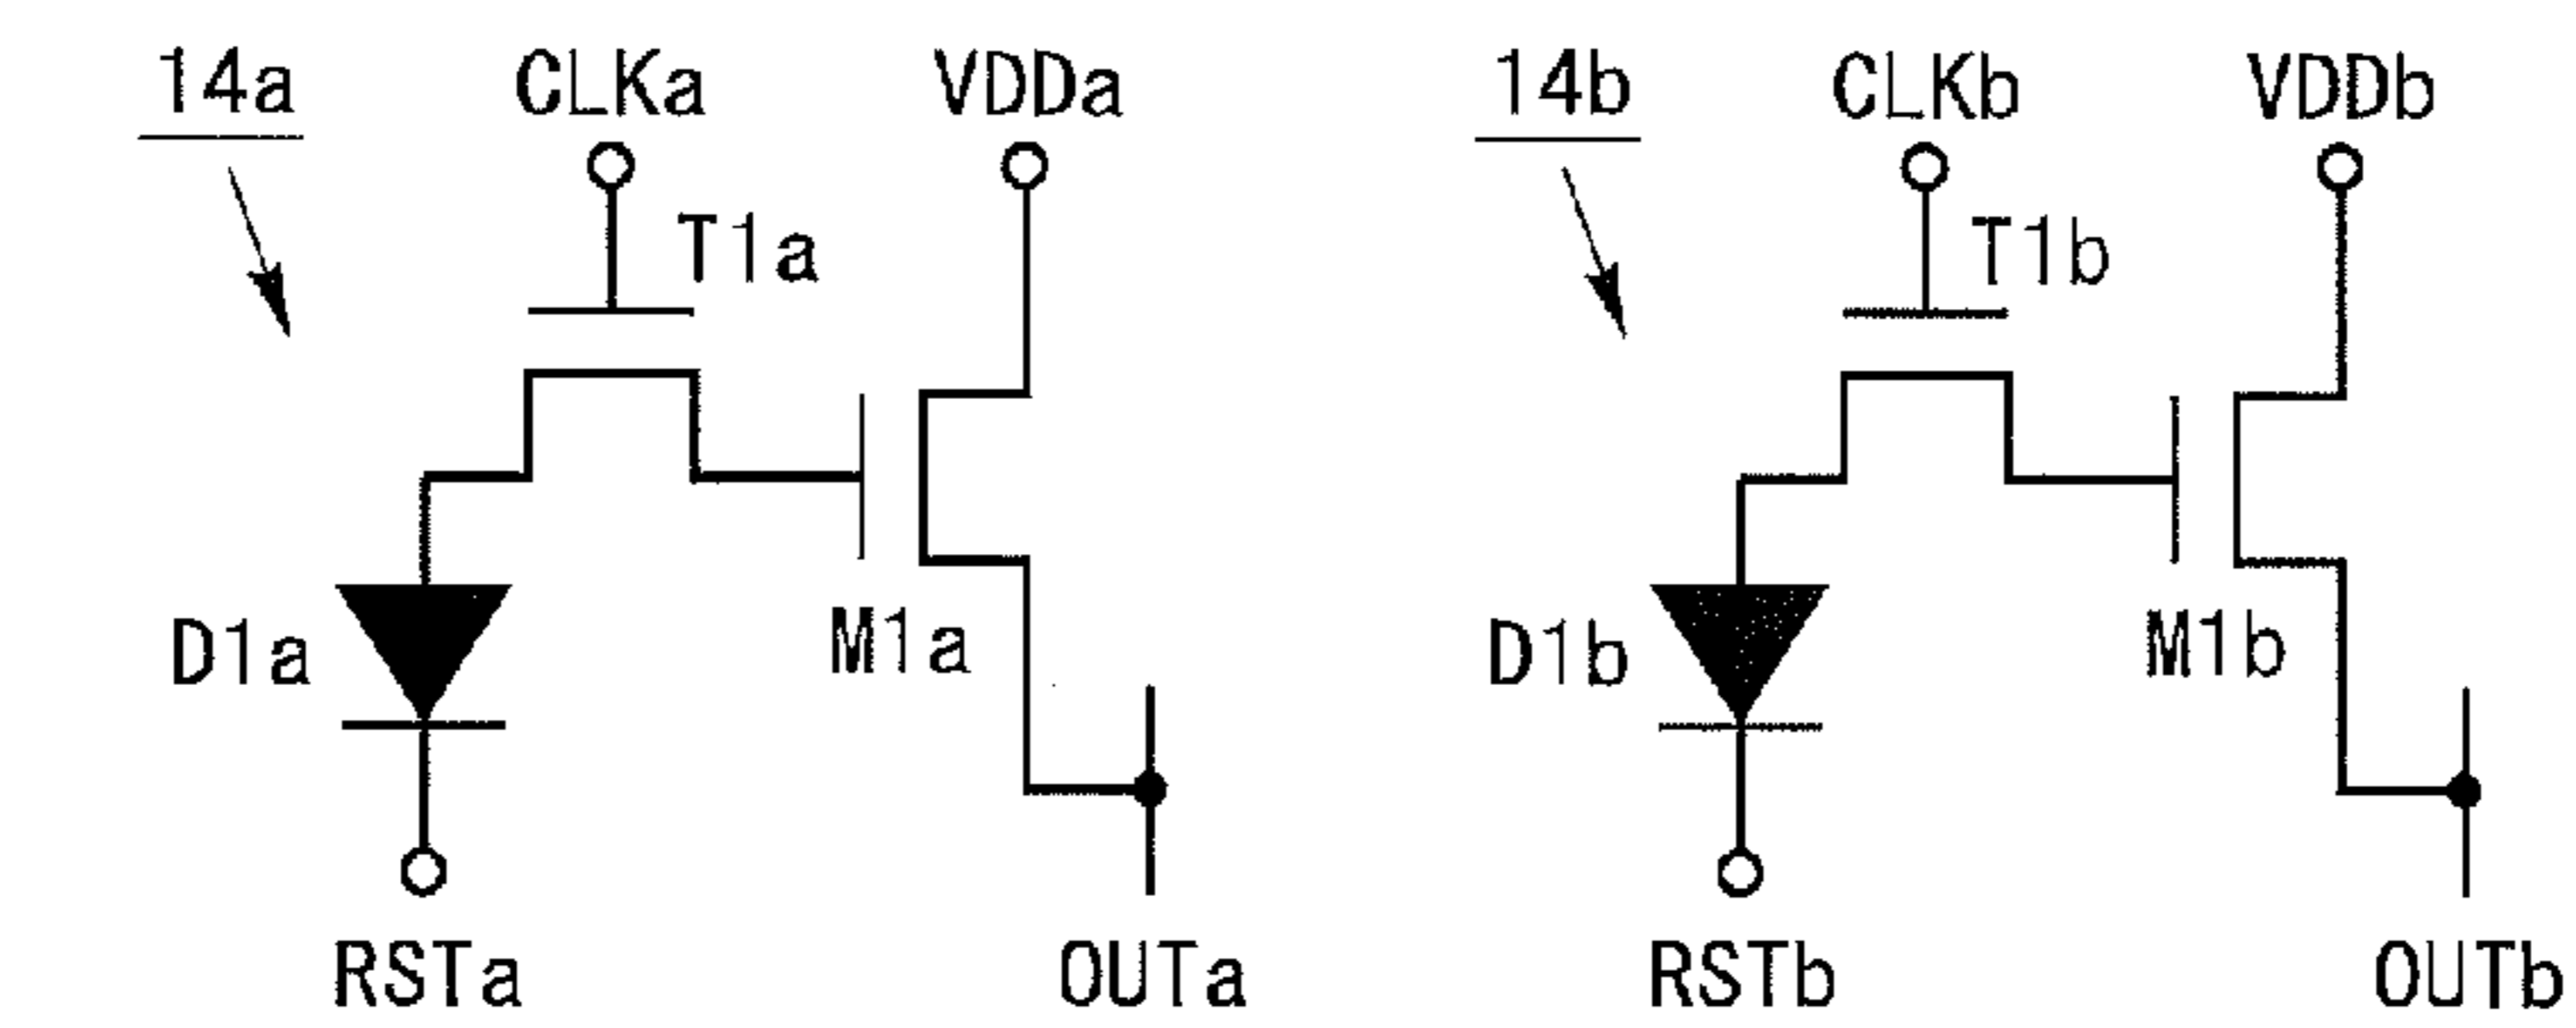 14a
CLKa
VDDa
T1a
D1a
M1a
RSTa
OUTa
14b
CLKb
VDDb
T1b
D1b
M1b
RSTb
OUTb